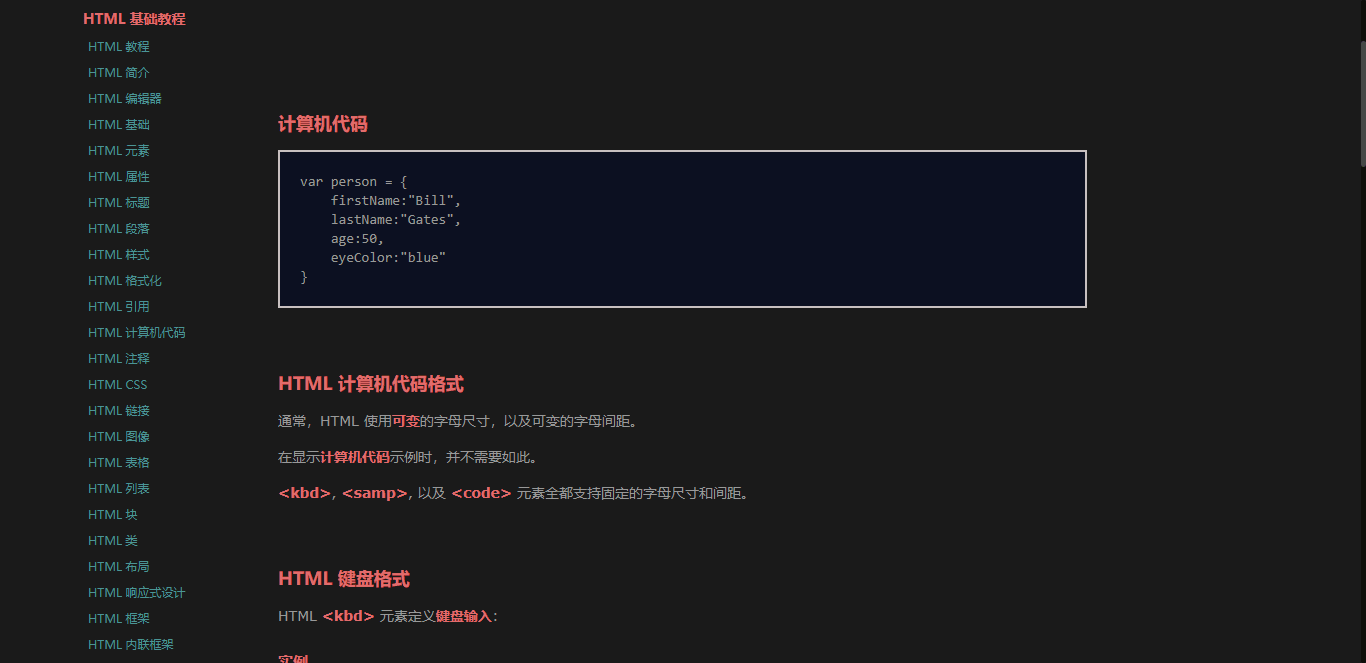 HTML 基础教程
HTML 教程
HTML 简介
HTML 编辑器
HTML 基础
HTML 元素
HTML 属性
HTML 标题
HTML 段落
HTML 样式
HTML 格式化
HTML 引用
HTML 计算机代码
HTML 注释
HTML CSS
HTML 链接
HTML 图像
HTML 表格
HTML 列表
HTML 块
HTML 类
HTML 布局
HTML 响应式设计
HTML 框架
HTML 内联框架
计算机代码
var person = {
    firstName:"Bill",
    lastName:"Gates",
    age:50,
    eyeColor:"blue"
}
HTML 计算机代码格式
通常，HTML 使用可变的字母尺寸，以及可变的字母间距。
在显示计算机代码示例时，并不需要如此。
<kbd>, <samp>, 以及 <code> 元素全都支持固定的字母尺寸和间距。
HTML 键盘格式
HTML <kbd> 元素定义键盘输入：
实例